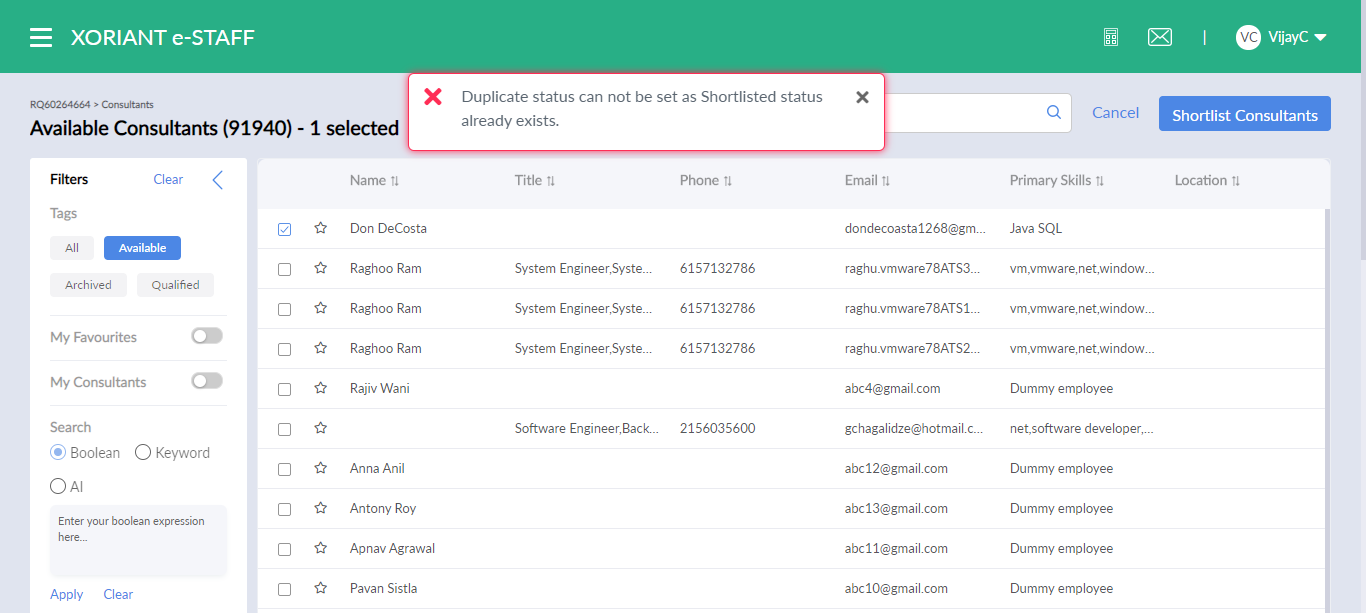 XORIANT e-STAFF
VC VijayC
RQ60264664 > Consultants
Available Consultants (91940) - 1 selected
Duplicate status can not be set as Shortlisted status
already exists.
Cancel
Shortlist Consultants
Filters
Clear
Tags
All
Available
Archived
Qualified
My Favourites
My Consultants
Search
Boolean
Keyword
AI
Enter your boolean expression
here...
Apply
Clear
Name Title Phone Email Primary Skills Location
Don DeCosta dondecoasta1268@gm... Java SQL
Raghoo Ram System Engineer,Syste... 6157132786 raghu.vmware78ATS3... vm,vmware,net,window...
Raghoo Ram System Engineer,Syste... 6157132786 raghu.vmware78ATS1... vm,vmware,net,window...
Raghoo Ram System Engineer,Syste... 6157132786 raghu.vmware78ATS2... vm,vmware,net,window...
Rajiv Wani abc4@gmail.com Dummy employee
Software Engineer,Back... 2156035600 gchagalidze@hotmail.c... net,software developer,...
Anna Anil abc12@gmail.com Dummy employee
Antony Roy abc13@gmail.com Dummy employee
Apnav Agrawal abc11@gmail.com Dummy employee
Pavan Sistla abc10@gmail.com Dummy employee